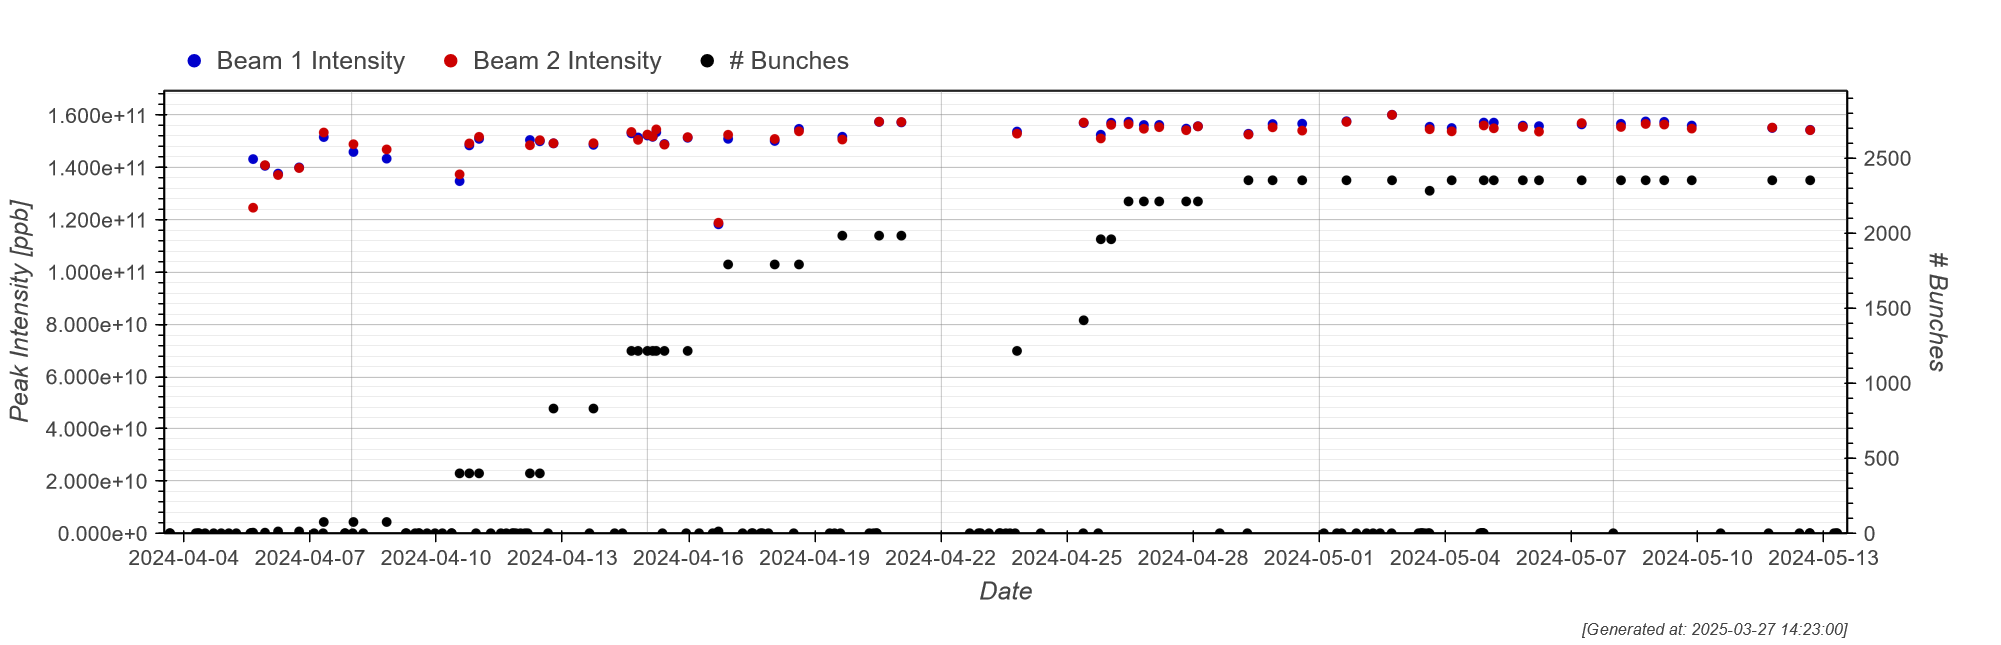 Beam 1 Intensity Beam 2 Intensity # Bunches
1.600e+11
1.400e+11
1.200e+11
1.000e+11
8.000e+10
6.000e+10
4.000e+10
2.000e+10
0.000e+0
Peak Intensity [ppb]
2500
2000
1500
1000
500
0
# Bunches
2024-04-04 2024-04-07 2024-04-10 2024-04-13 2024-04-16 2024-04-19 2024-04-22 2024-04-25 2024-04-28 2024-05-01 2024-05-04 2024-05-07 2024-05-10 2024-05-13
Date
[Generated at: 2025-03-27 14:23:00]